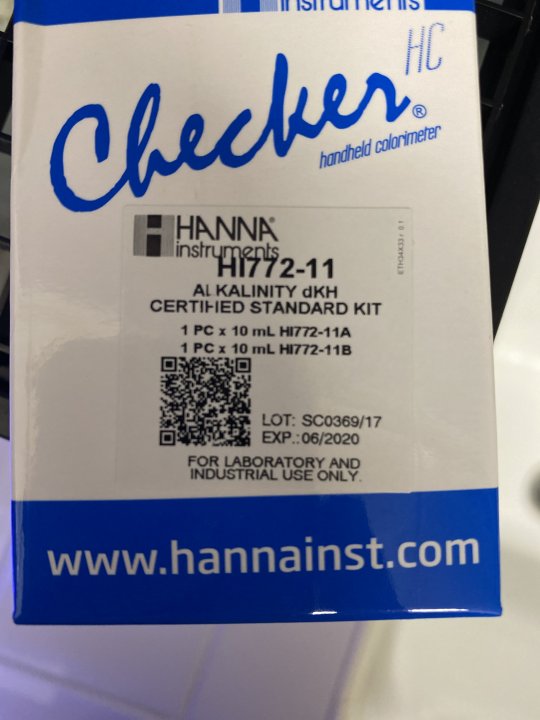 HANNA
instruments
Checker® HC
handheld colorimeter
HANNA®
instruments
HI772-11
ALKALINITY dKH
CERTIFIED STANDARD KIT
1 PC x 10 mL HI772-11A
1 PC x 10 mL HI772-11B
LOT: SC0369/17
EXP.:06/2020
FOR LABORATORY AND
INDUSTRIAL USE ONLY.
www.hannainst.com